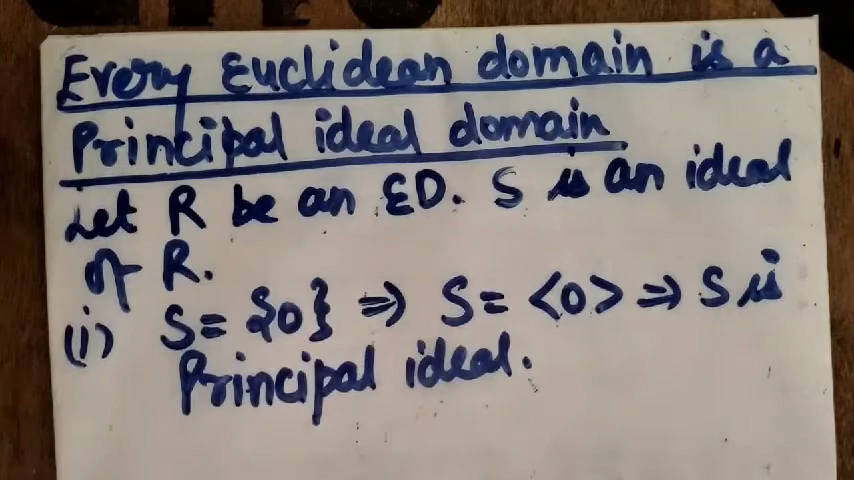 Every Euclidean domain is a
Principal ideal domain
Let R be an ED. S is an ideal
of R.
(i) S = {0} ⇒ S = <0> ⇒ S is
Principal ideal.